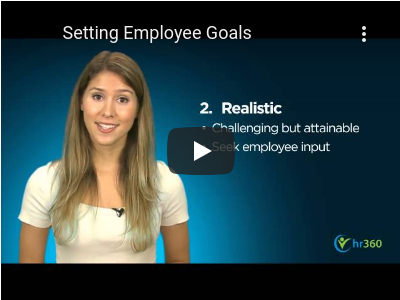 Setting Employee Goals
2. Realistic
Challenging but attainable
Seek employee input
hr360